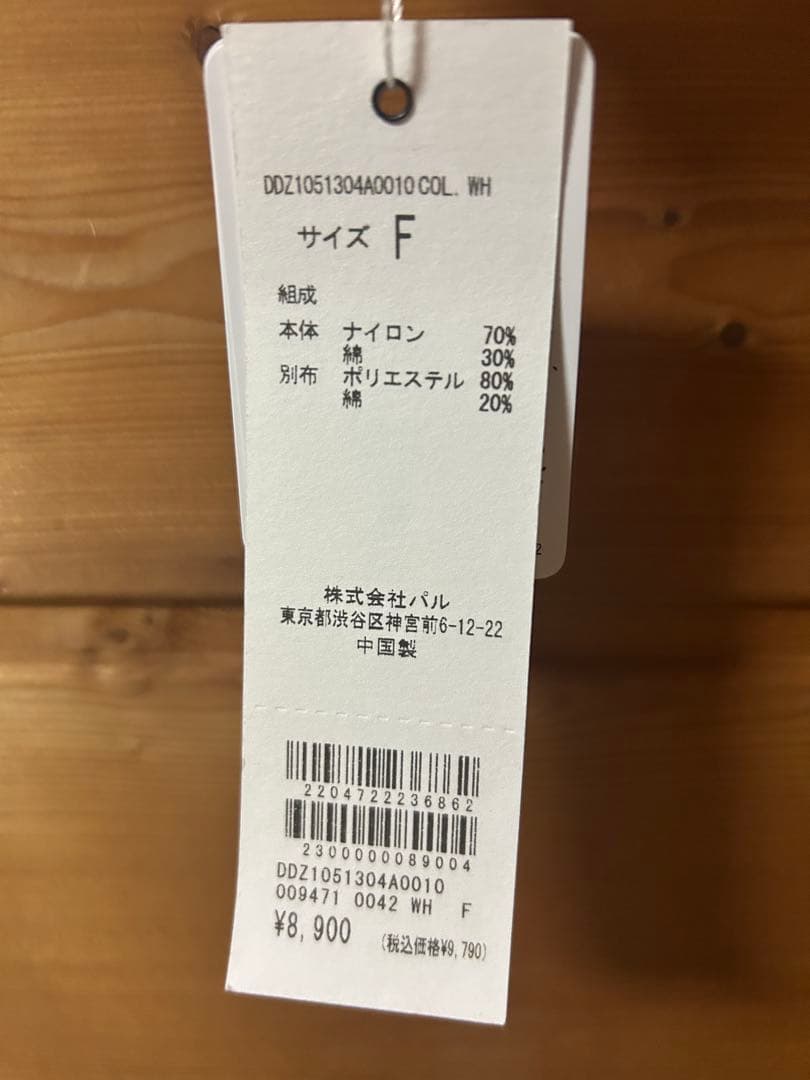 DDZ1051304A0010 COL. WH
サイズ F
組成
本体 ナイロン 70%
綿 30%
別布 ポリエステル 80%
綿 20%
株式会社パル
東京都渋谷区神宮前6-12-22
中国製
2204722236862
2300000089004
DDZ1051304A0010
009471 0042 WH F
¥8,900 (税込価格¥9,790)
2